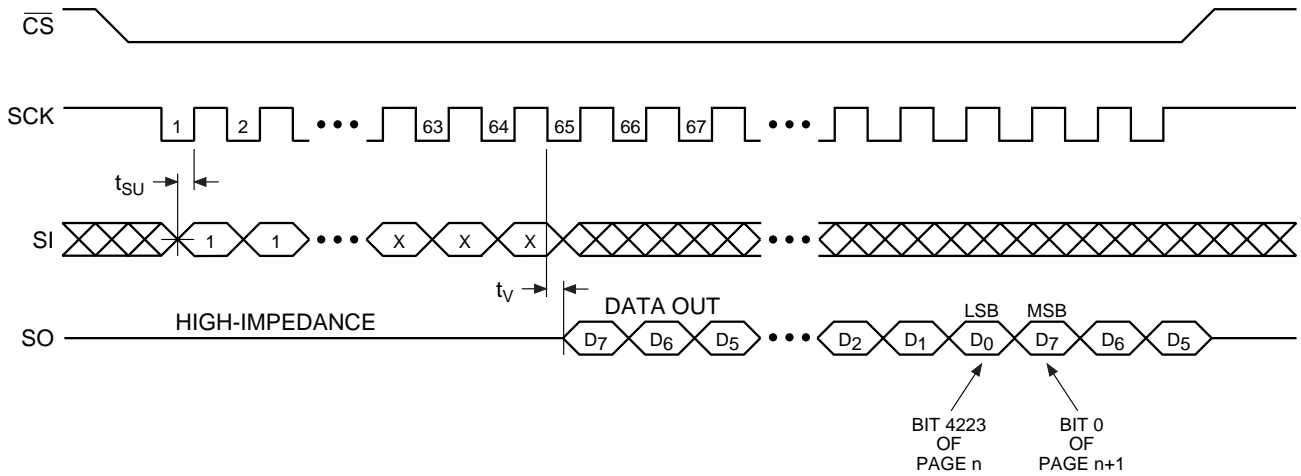 CS
SCK
1 2 ••• 63 64 65 66 67 •••
tSU
SI
1 1 ••• X X X •••
tV
DATA OUT
LSB MSB
HIGH-IMPEDANCE
SO
D7 D6 D5 ••• D2 D1 D0 D7 D6 D5
BIT 4223
OF
PAGE n
BIT 0
OF
PAGE n+1